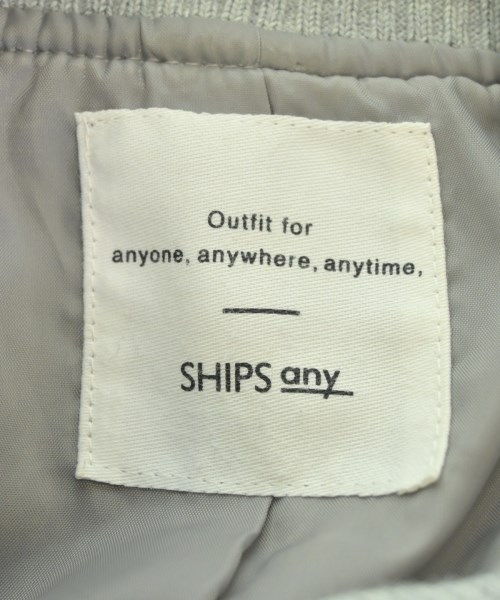 Outfit for
anyone, anywhere, anytime,
SHIPS any